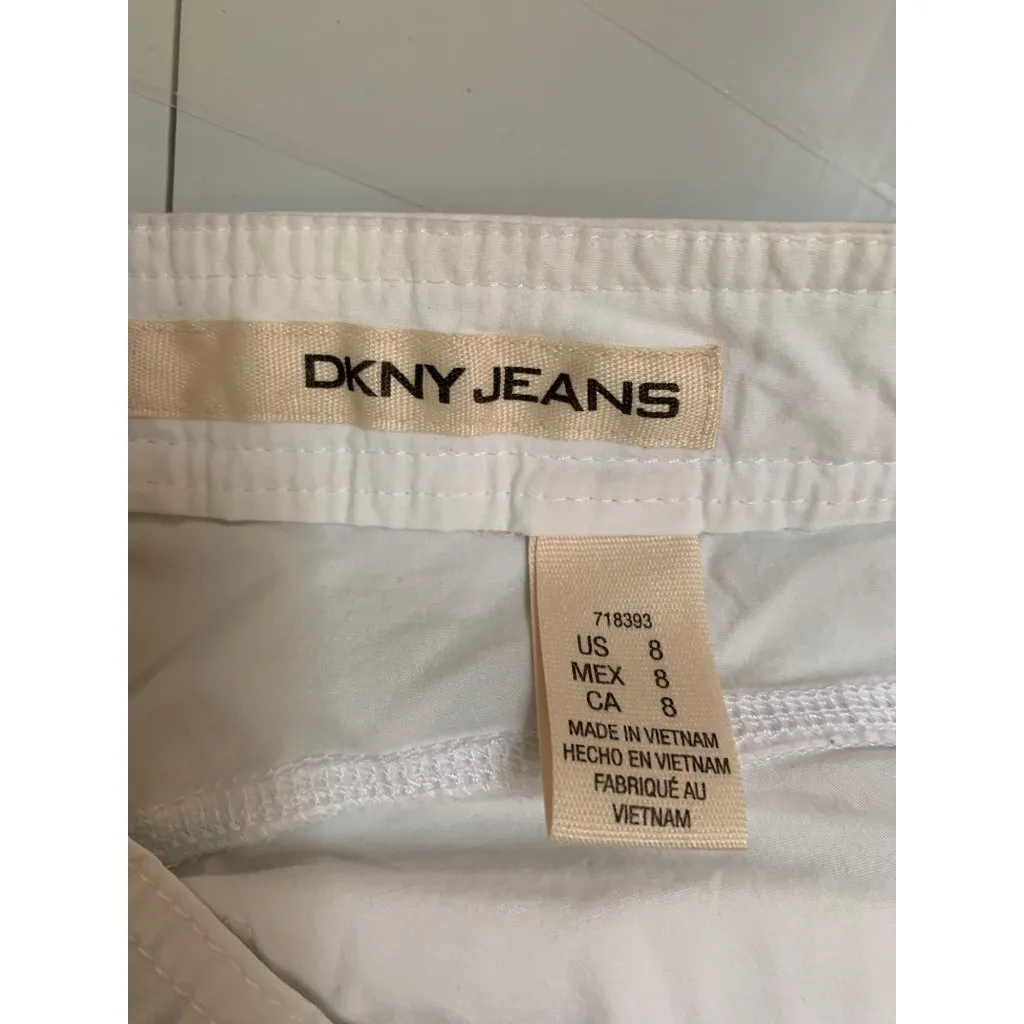 DKNY JEANS
718393
US 8
MEX 8
CA 8
MADE IN VIETNAM
HECHO EN VIETNAM
FABRIQUÉ AU
VIETNAM